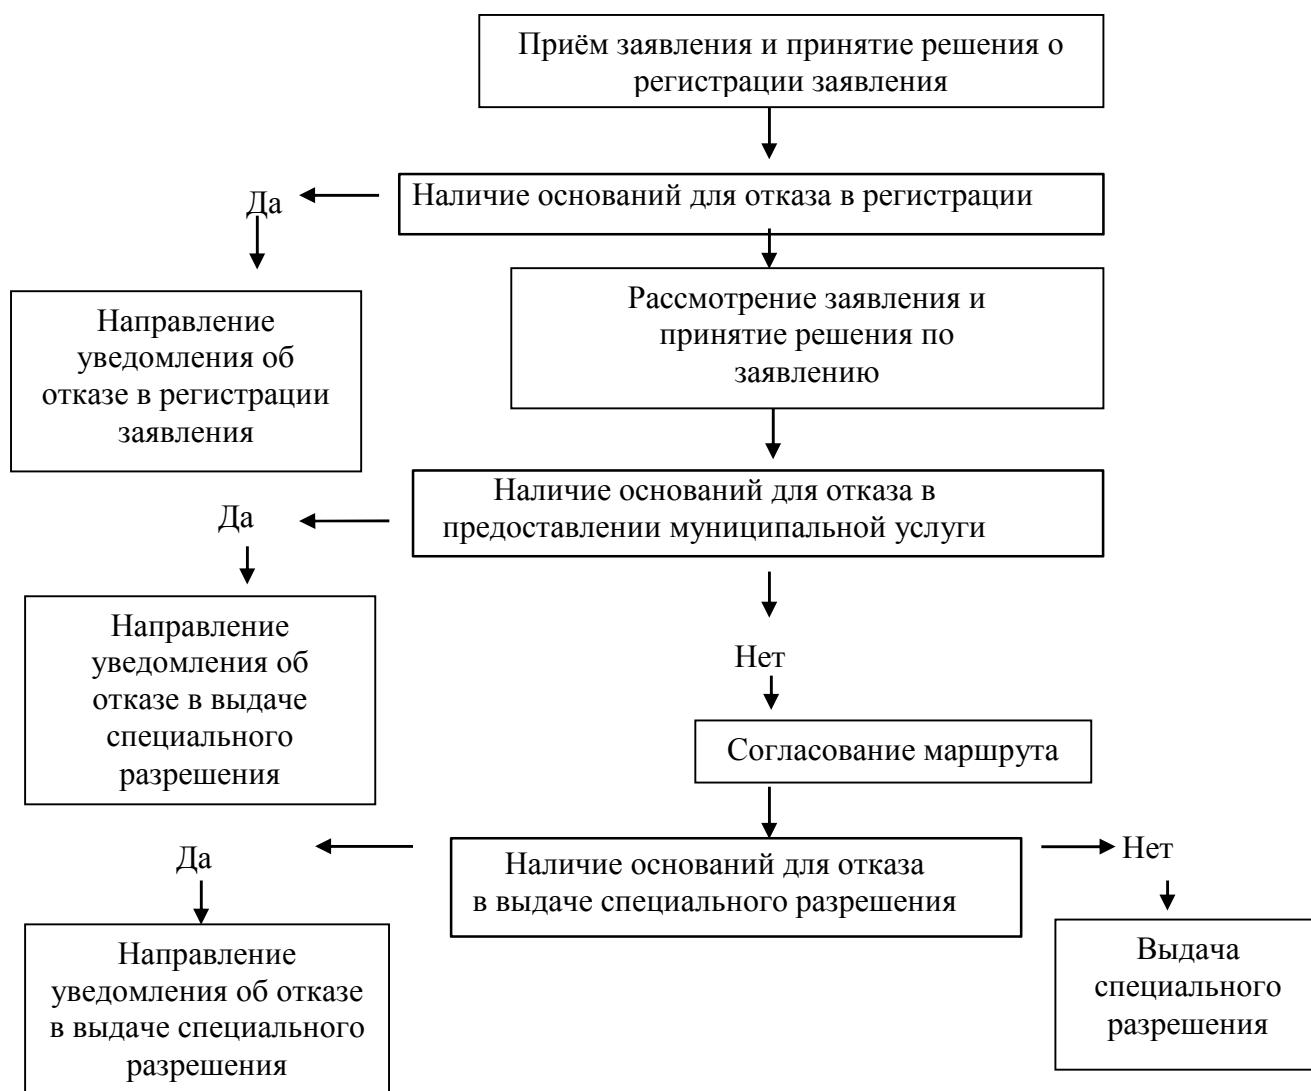 Приём заявления и принятие решения о
регистрации заявления
Наличие оснований для отказа в регистрации
Да
Направление
уведомления об
отказе в регистрации
заявления
Рассмотрение заявления и
принятие решения по
заявлению
Наличие оснований для отказа в
предоставлении муниципальной услуги
Да
Направление
уведомления об
отказе в выдаче
специального
разрешения
Нет
Согласование маршрута
Наличие оснований для отказа
в выдаче специального разрешения
Да
Нет
Направление
уведомления об отказе
в выдаче специального
разрешения
Выдача
специального
разрешения